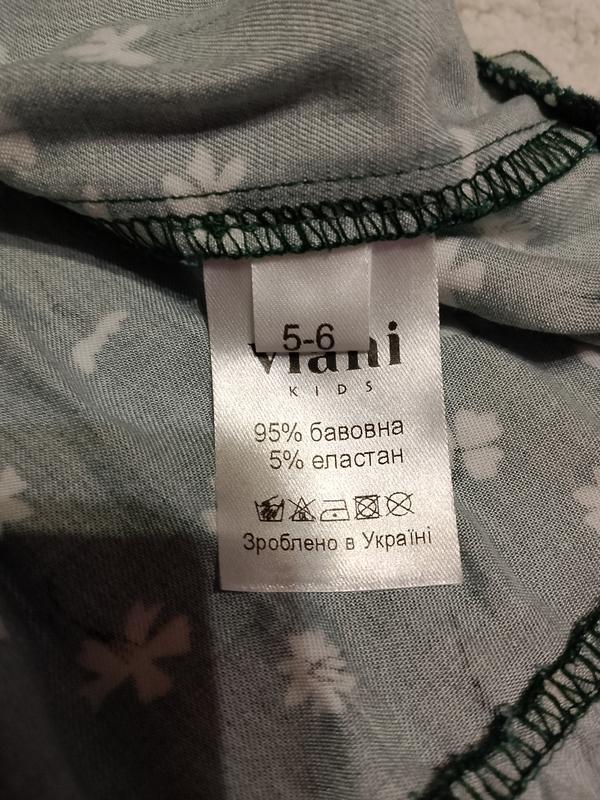 5-6
viani
KIDS
95% бавовна
5% еластан
Зроблено в Україні